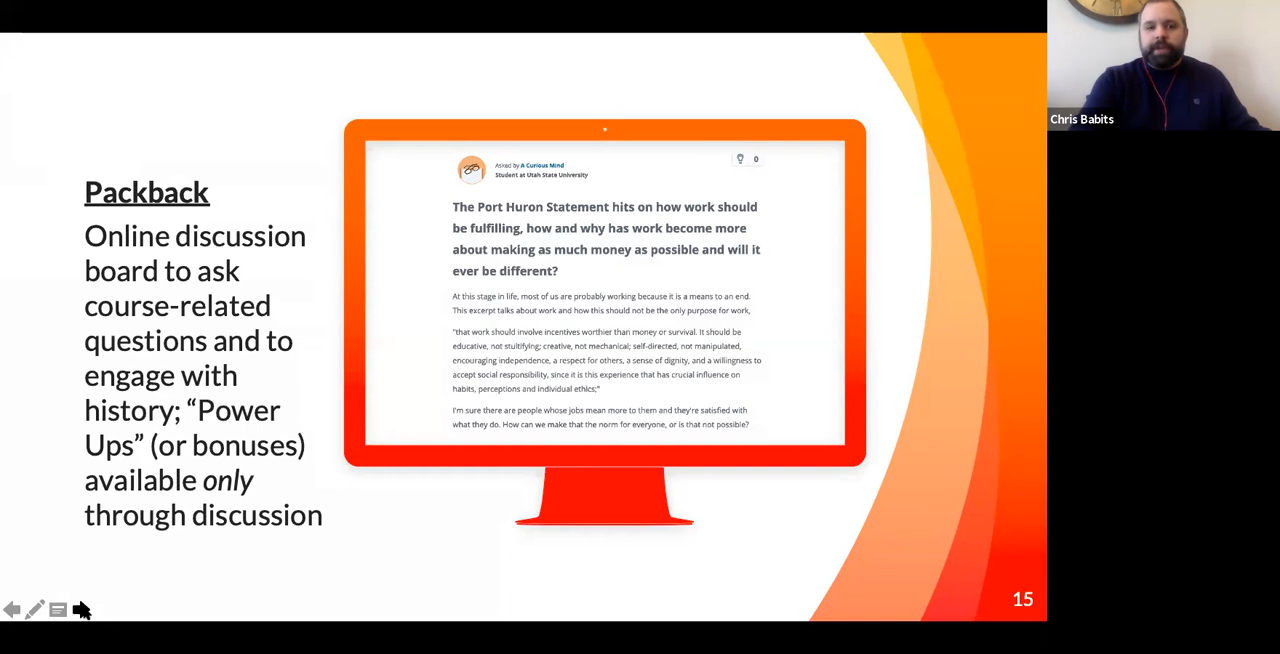 Packback
Online discussion
board to ask
course-related
questions and to
engage with
history; “Power
Ups” (or bonuses)
available only
through discussion
Asked by A Curious Mind
Student at Utah State University
0
The Port Huron Statement hits on how work should
be fulfilling, how and why has work become more
about making as much money as possible and will it
ever be different?
At this stage in life, most of us are probably working because it is a means to an end.
This excerpt talks about work and how this should not be the only purpose for work,
"that work should involve incentives worthier than money or survival. It should be
educative, not stultifying; creative, not mechanical; self-directed, not manipulated,
encouraging independence, a respect for others, a sense of dignity, and a willingness to
accept social responsibility, since it is this experience that has crucial influence on
habits, perceptions and individual ethics;"
I'm sure there are people whose jobs mean more to them and they're satisfied with
what they do. How can we make that the norm for everyone, or is that not possible?
15
Chris Babits